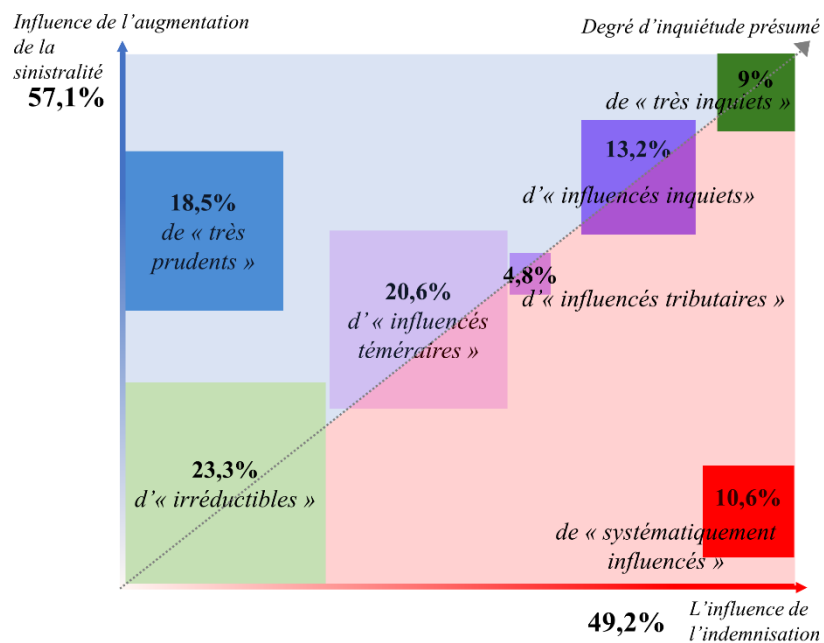 Influence de l'augmentation
de la
sinistralité
57,1%
Degré d'inquiétude présumé
9%
de « très inquiets »
13,2%
d'« influencés inquiets»
18,5%
de « très
prudents »
4,8%
d'« influencés tributaires »
20,6%
d'« influencés
téméraires »
23,3%
d'« irréductibles »
10,6%
de « systématiquement
influencés »
49,2%
L'influence de
l'indemnisation